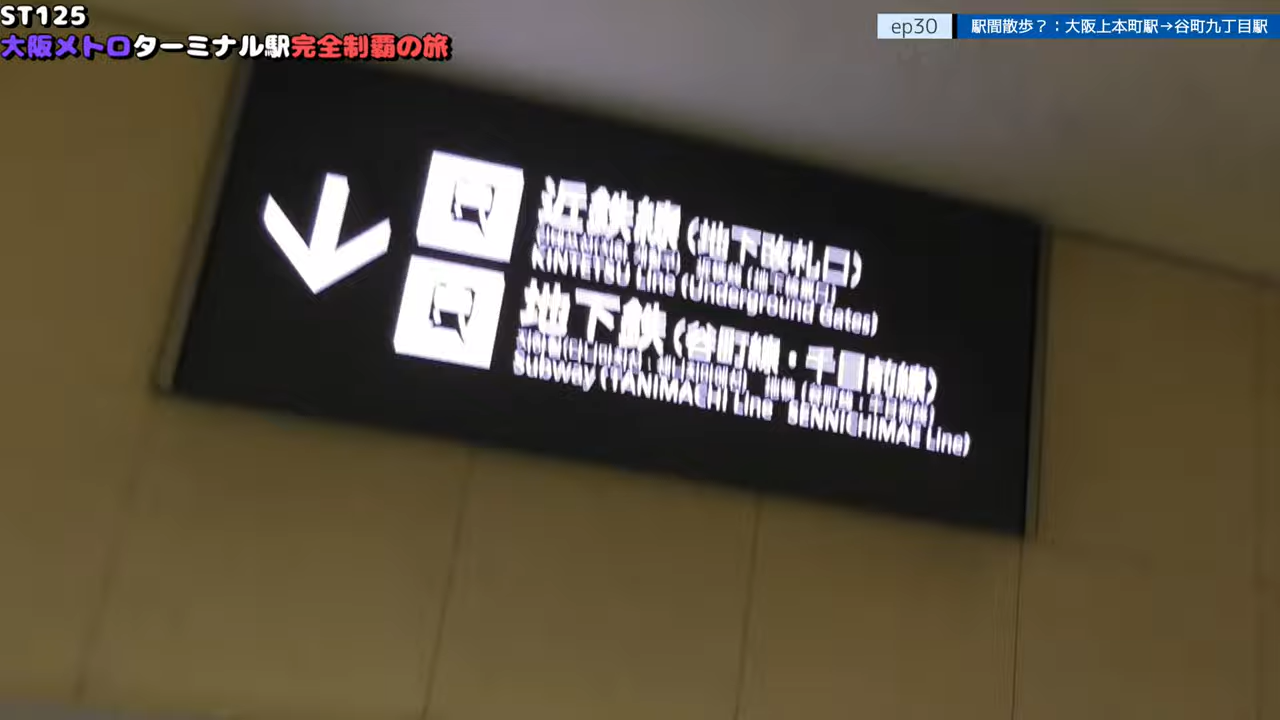 ST125
大阪メトロターミナル駅完全制覇の旅
ep30
駅間散歩？：大阪上本町駅→谷町九丁目駅
近鉄線（地下改札口）
KINTETSU Line (Underground Gates)
地下鉄（谷町線・千日前線）
Subway (TANIMACHI Line SENNICHIMAE Line)